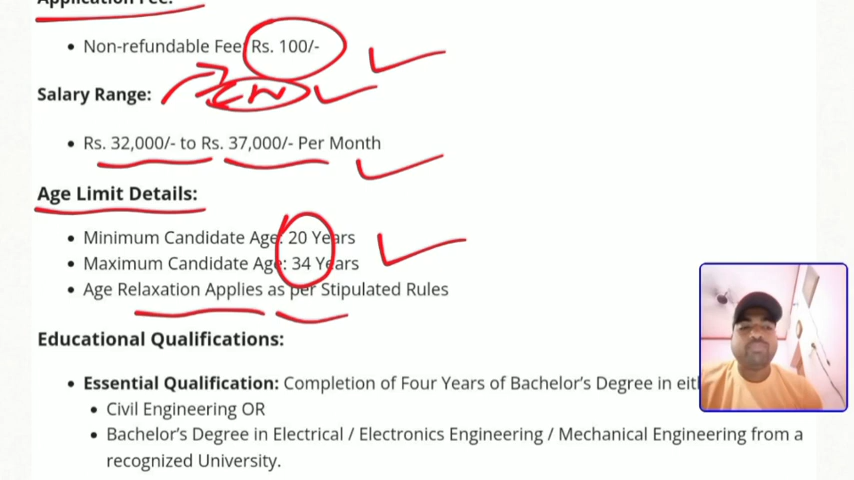 Application Fee:
Non-refundable Fee: Rs. 100/-
Salary Range:
Rs. 32,000/- to Rs. 37,000/- Per Month
Age Limit Details:
Minimum Candidate Age: 20 Years
Maximum Candidate Age: 34 Years
Age Relaxation Applies as per Stipulated Rules
Educational Qualifications:
Essential Qualification: Completion of Four Years of Bachelor’s Degree in
Civil Engineering OR
Bachelor’s Degree in Electrical / Electronics Engineering / Mechanical Engineering from a
recognized University.